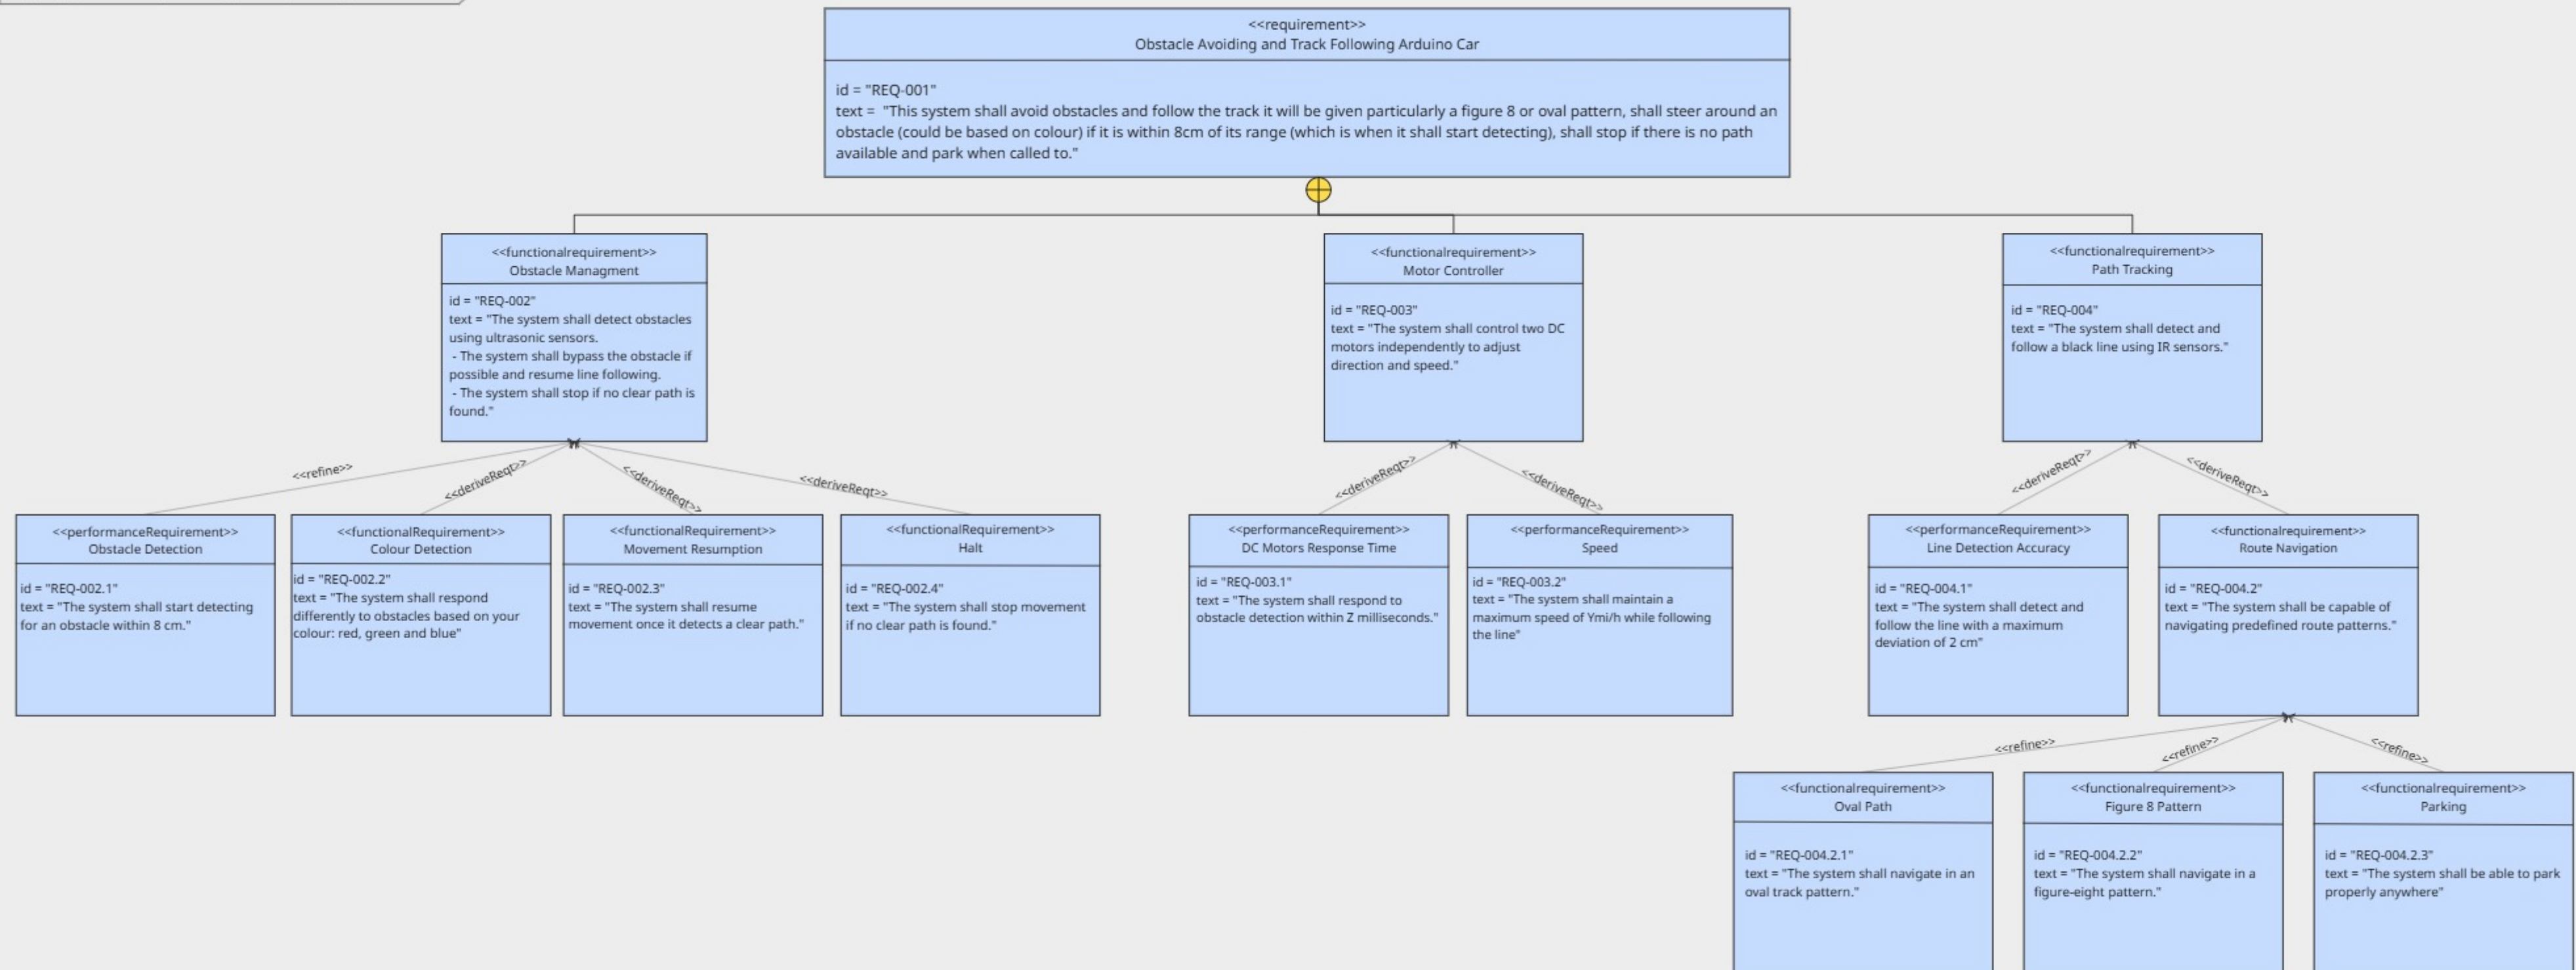 <<requirement>>
Obstacle Avoiding and Track Following Arduino Car
id = "REQ-001"
text =  "This system shall avoid obstacles and follow the track it will be given particularly a figure 8 or oval pattern, shall steer around an
obstacle (could be based on colour) if it is within 8cm of its range (which is when it shall start detecting), shall stop if there is no path
available and park when called to."
<<functionalrequirement>>
Obstacle Managment
id = "REQ-002"
text = "The system shall detect obstacles
using ultrasonic sensors.
- The system shall bypass the obstacle if
possible and resume line following.
- The system shall stop if no clear path is
found."
<<functionalrequirement>>
Motor Controller
id = "REQ-003"
text = "The system shall control two DC
motors independently to adjust
direction and speed."
<<functionalrequirement>>
Path Tracking
id = "REQ-004"
text = "The system shall detect and
follow a black line using IR sensors."
<<refine>>
<<deriveReqt>>
<<deriveReqt>>
<<deriveReqt>>
<<deriveReqt>>
<<deriveReqt>>
<<deriveReqt>>
<<deriveReqt>>
<<performanceRequirement>>
Obstacle Detection
id = "REQ-002.1"
text = "The system shall start detecting
for an obstacle within 8 cm."
<<functionalRequirement>>
Colour Detection
id = "REQ-002.2"
text = "The system shall respond
differently to obstacles based on your
colour: red, green and blue"
<<functionalRequirement>>
Movement Resumption
id = "REQ-002.3"
text = "The system shall resume
movement once it detects a clear path."
<<functionalRequirement>>
Halt
id = "REQ-002.4"
text = "The system shall stop movement
if no clear path is found."
<<performanceRequirement>>
DC Motors Response Time
id = "REQ-003.1"
text = "The system shall respond to
obstacle detection within Z milliseconds."
<<performanceRequirement>>
Speed
id = "REQ-003.2"
text = "The system shall maintain a
maximum speed of Ymi/h while following
the line"
<<performanceRequirement>>
Line Detection Accuracy
id = "REQ-004.1"
text = "The system shall detect and
follow the line with a maximum
deviation of 2 cm"
<<functionalrequirement>>
Route Navigation
id = "REQ-004.2"
text = "The system shall be capable of
navigating predefined route patterns."
<<refine>>
<<refine>>
<<refine>>
<<functionalrequirement>>
Oval Path
id = "REQ-004.2.1"
text = "The system shall navigate in an
oval track pattern."
<<functionalrequirement>>
Figure 8 Pattern
id = "REQ-004.2.2"
text = "The system shall navigate in a
figure-eight pattern."
<<functionalrequirement>>
Parking
id = "REQ-004.2.3"
text = "The system shall be able to park
properly anywhere"